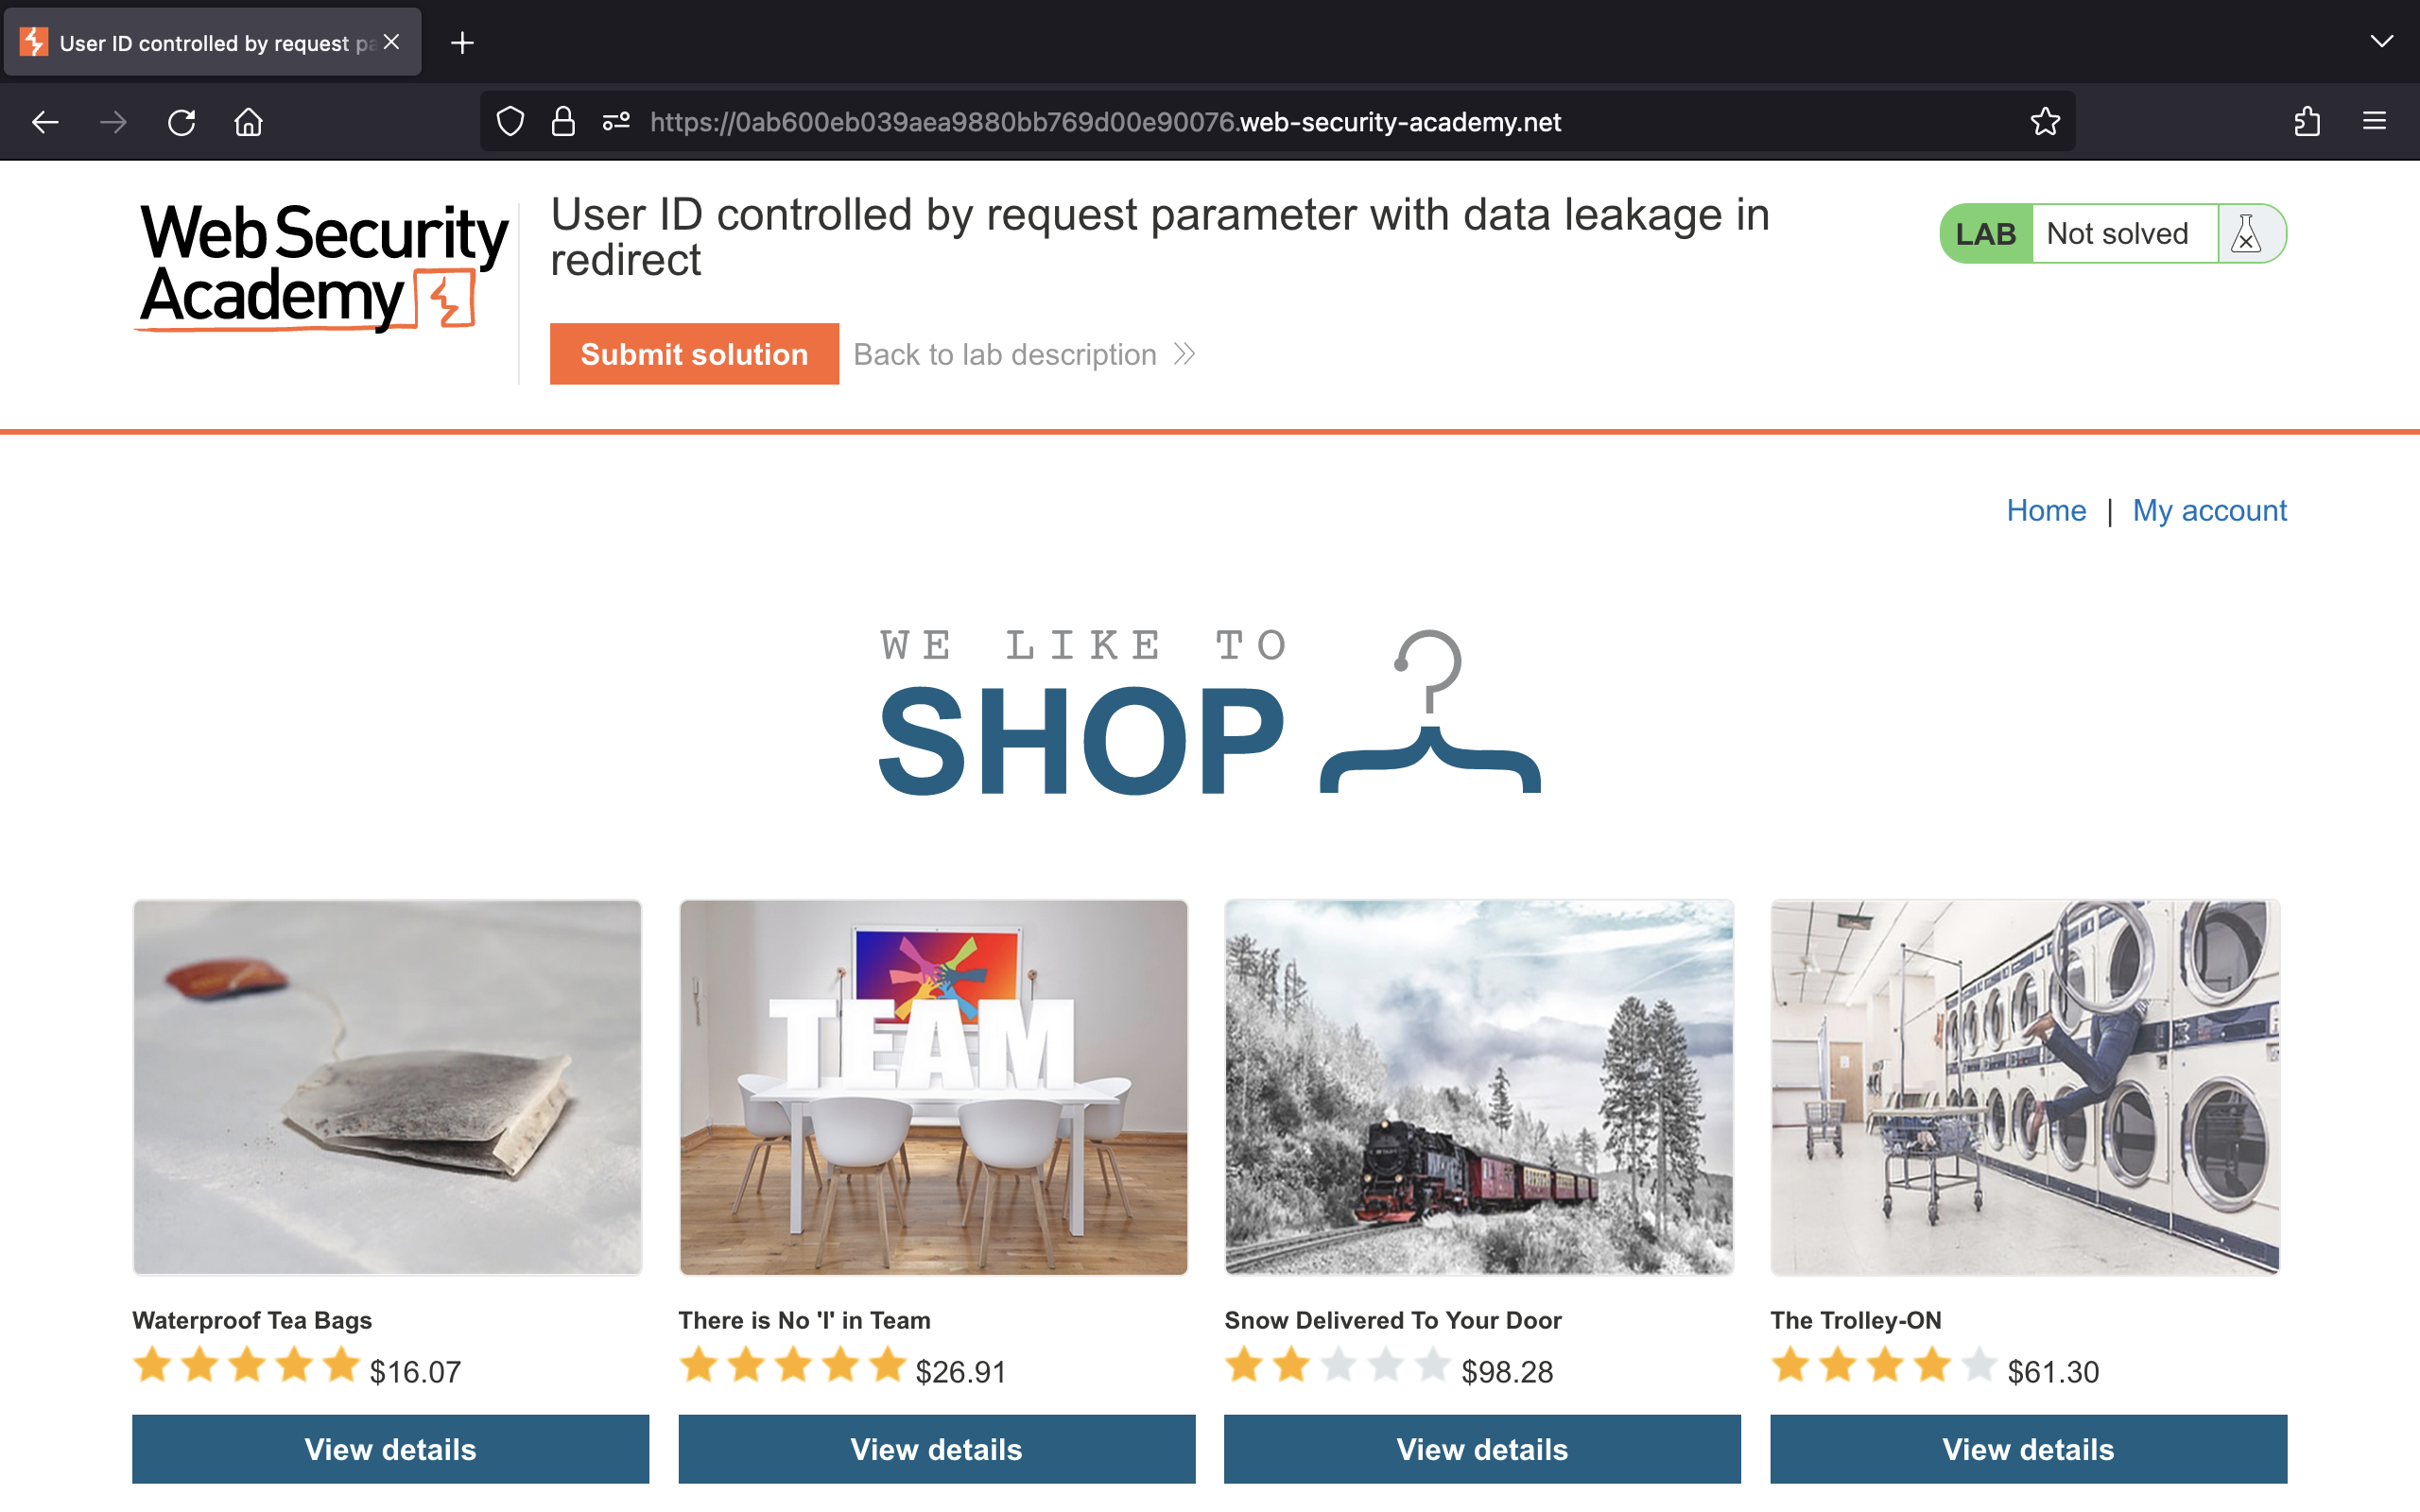 User ID controlled by request pa
https://0ab600eb039aea9880bb769d00e90076.web-security-academy.net
Web Security
Academy
User ID controlled by request parameter with data leakage in
redirect
LAB Not solved
Submit solution Back to lab description
Home | My account
WE LIKE TO
SHOP
TEAM
Waterproof Tea Bags
There is No 'I' in Team
Snow Delivered To Your Door
The Trolley-ON
$16.07
$26.91
$98.28
$61.30
View details
View details
View details
View details